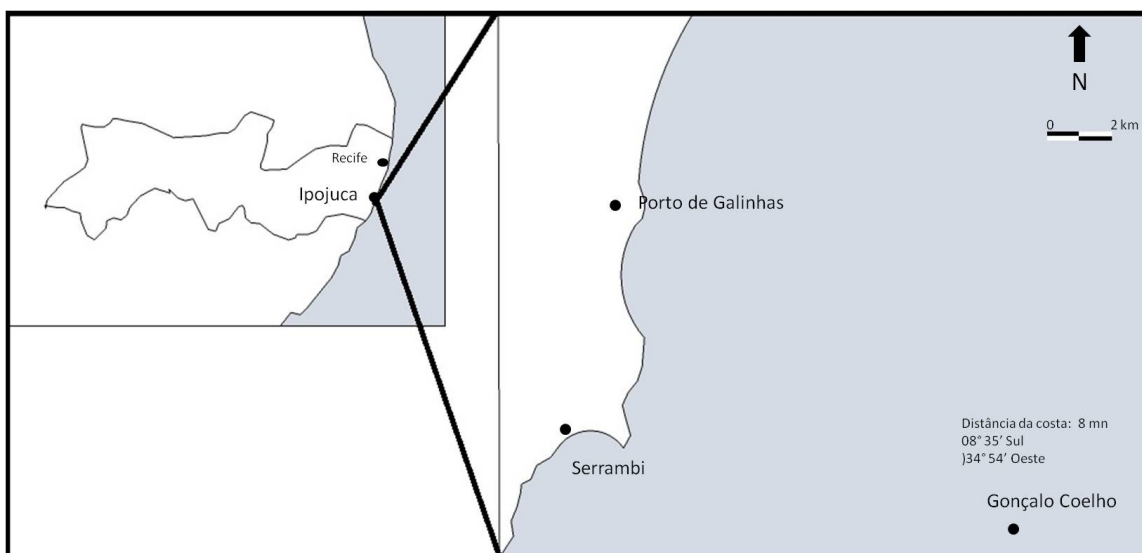 Recife
Ipojuca
N
0 2 km
Porto de Galinhas
Serrambi
Distância da costa: 8 mn
08° 35' Sul
)34° 54' Oeste
Gonçalo Coelho